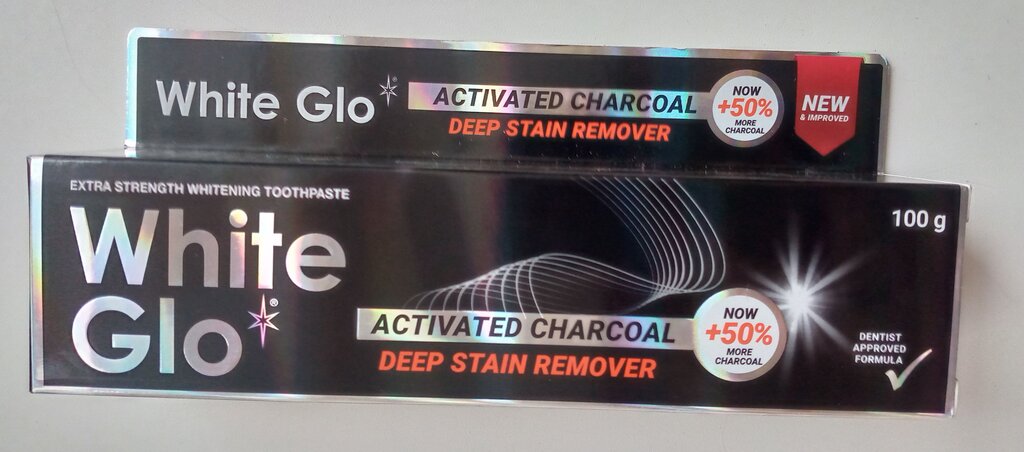 White Glo®
ACTIVATED CHARCOAL
DEEP STAIN REMOVER
NOW
+50%
MORE
CHARCOAL
NEW
& IMPROVED
EXTRA STRENGTH WHITENING TOOTHPASTE
White
Glo®
ACTIVATED CHARCOAL
DEEP STAIN REMOVER
NOW
+50%
MORE
CHARCOAL
100 g
DENTIST
APPROVED
FORMULA